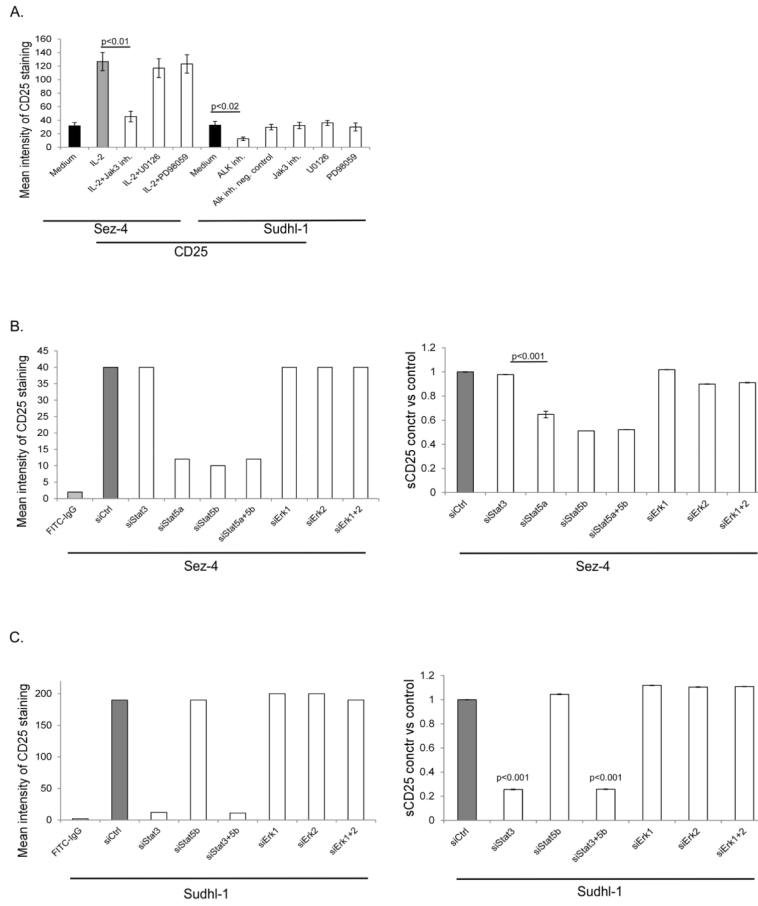 A.
p<0.01
p<0.02
Mean intensity of CD25 staining
160
140
120
100
80
60
40
20
0
Medium
IL-2
IL-2+Jak3 inh.
IL-2+U0126
IL-2+PD98059
Medium
ALK inh.
Alk inh. neg. control
Jak3 inh.
U0126
PD98059
Sez-4
Sudhl-1
CD25
B.
Mean intensity of CD25 staining
45
40
35
30
25
20
15
10
5
0
FITC-IgG
siCtrl
siStat3
siStat5a
siStat5b
siStat5a+5b
siErk1
siErk2
siErk1+2
Sez-4
sCD25 conctr vs control
1.2
1
0.8
0.6
0.4
0.2
0
p<0.001
siCtrl
siStat3
siStat5a
siStat5b
siStat5a+5b
siErk1
siErk2
siErk1+2
Sez-4
C.
Mean intensity of CD25 staining
200
150
100
50
0
FITC-IgG
siCtrl
siStat3
siStat5b
siStat3+5b
siErk1
siErk2
siErk1+2
Sudhl-1
sCD25 conctr vs control
1.2
1
0.8
0.6
0.4
0.2
0
p<0.001
p<0.001
siCtrl
siStat3
siStat5b
siStat3+5b
siErk1
siErk2
siErk1+2
Sudhl-1